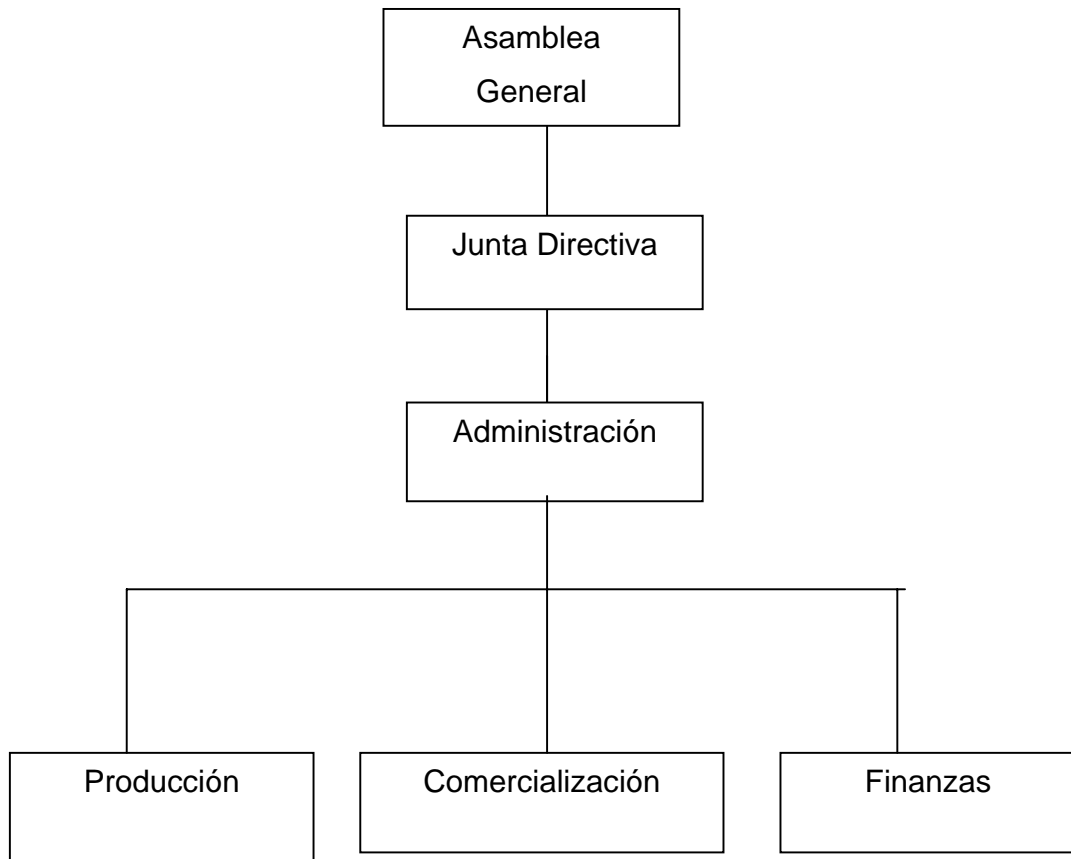 Asamblea
General
Junta Directiva
Administración
Producción
Comercialización
Finanzas